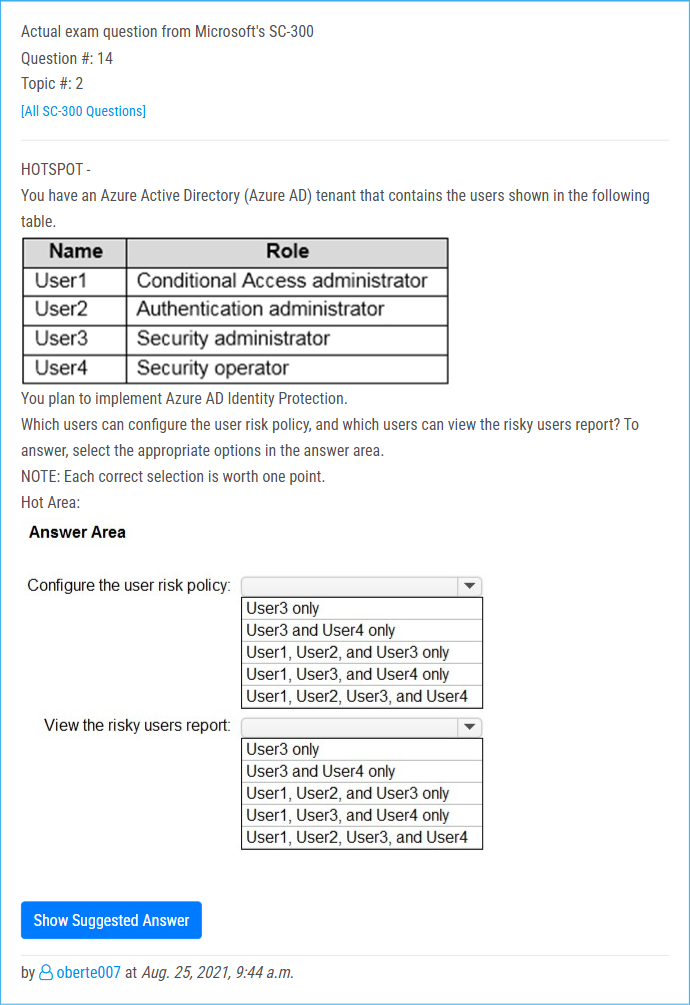 Actual exam question from Microsoft's SC-300
Question #: 14
Topic #: 2
[All SC-300 Questions]
HOTSPOT -
You have an Azure Active Directory (Azure AD) tenant that contains the users shown in the following
table.
Name Role
User1 Conditional Access administrator
User2 Authentication administrator
User3 Security administrator
User4 Security operator
You plan to implement Azure AD Identity Protection.
Which users can configure the user risk policy, and which users can view the risky users report? To
answer, select the appropriate options in the answer area.
NOTE: Each correct selection is worth one point.
Hot Area:
Answer Area
Configure the user risk policy:
User3 only
User3 and User4 only
User1, User2, and User3 only
User1, User3, and User4 only
User1, User2, User3, and User4
View the risky users report:
User3 only
User3 and User4 only
User1, User2, and User3 only
User1, User3, and User4 only
User1, User2, User3, and User4
Show Suggested Answer
by oberte007 at Aug. 25, 2021, 9:44 a.m.